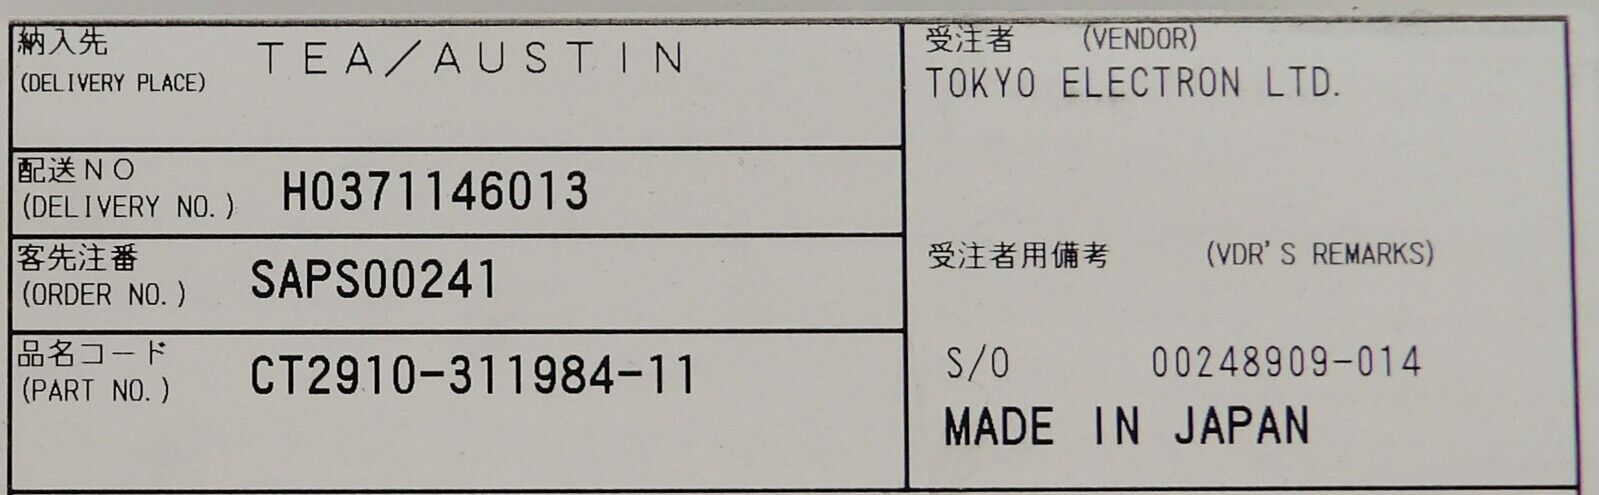 納入先 TEA/AUSTIN
(DELIVERY PLACE)
配送NO
(DELIVERY NO.) H0371146013
客先注番
(ORDER NO.) SAPS00241
品名コード
(PART NO.) CT2910-311984-11
受注者 (VENDOR)
TOKYO ELECTRON LTD.
受注者用備考 (VDR'S REMARKS)
S/O 00248909-014
MADE IN JAPAN